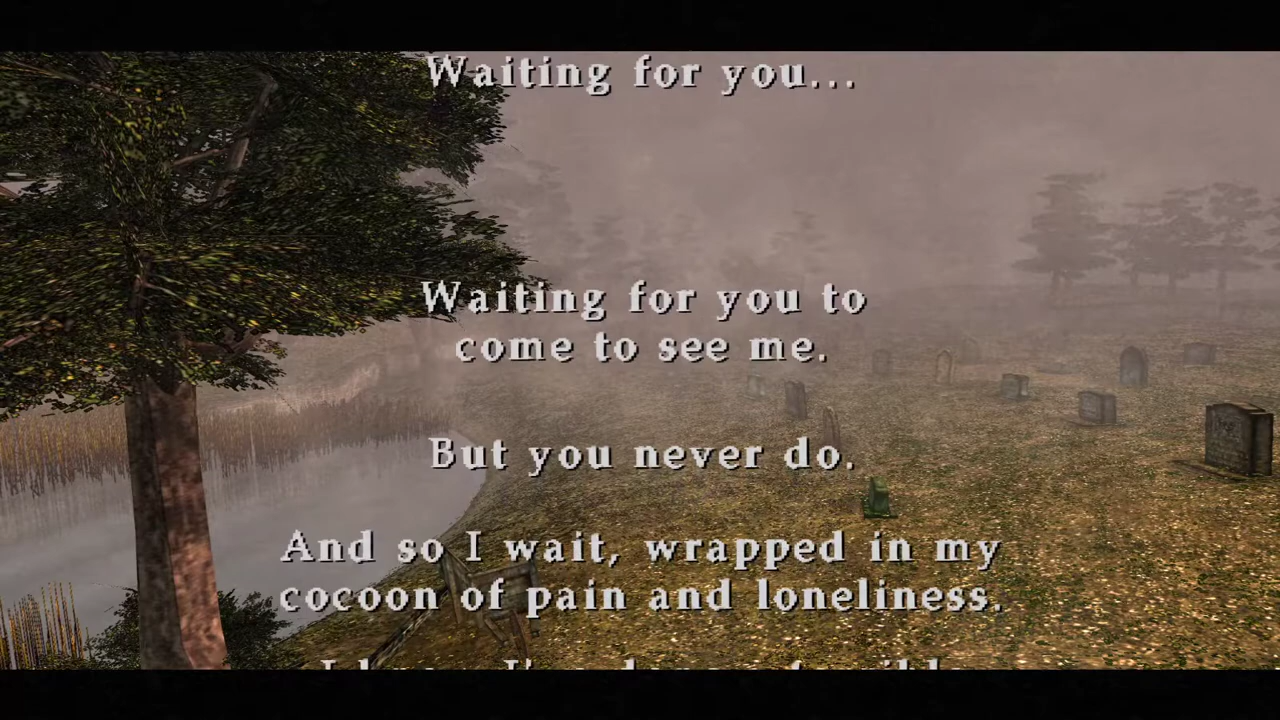 Waiting for you...
Waiting for you to
come to see me.
But you never do.
And so I wait, wrapped in my
cocoon of pain and loneliness.